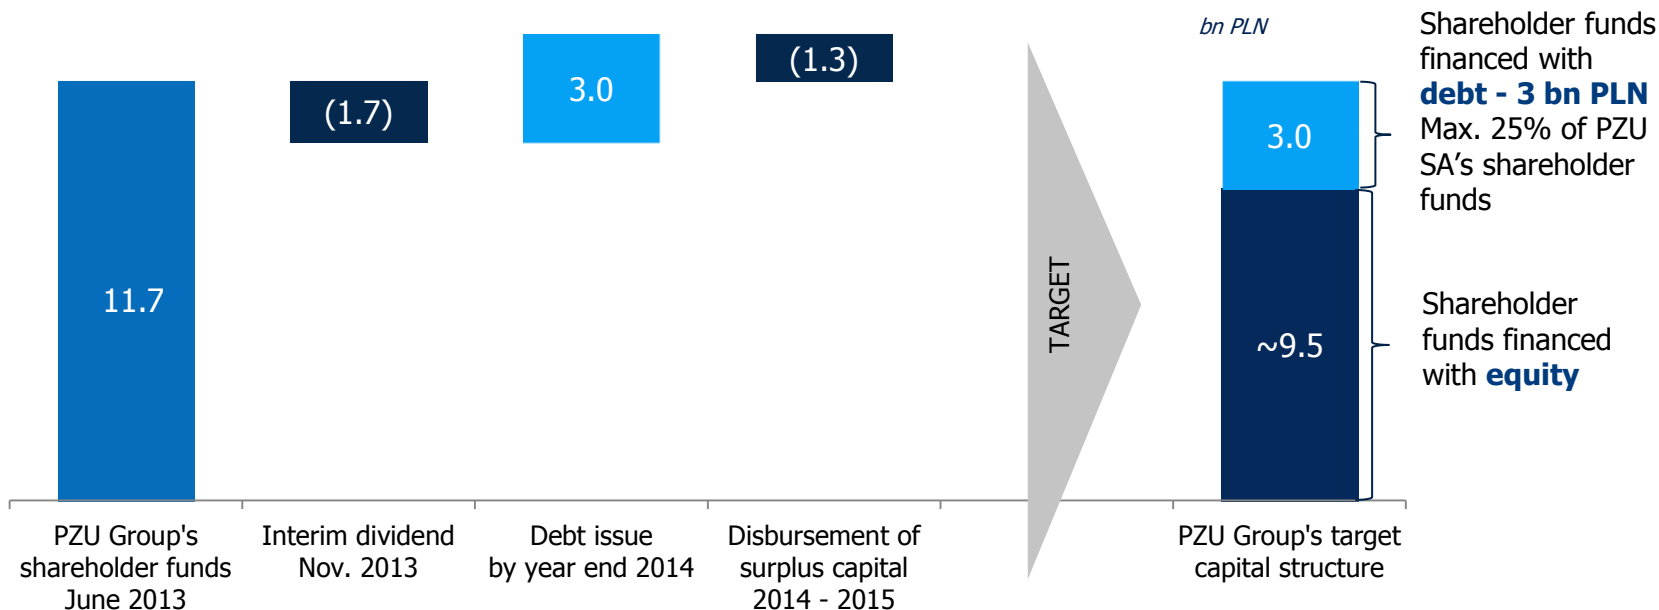 bn PLN
11.7
(1.7)
3.0
(1.3)
TARGET
3.0
~9.5
Shareholder funds
financed with
debt - 3 bn PLN
Max. 25% of PZU
SA’s shareholder
funds
Shareholder
funds financed
with equity
PZU Group's
shareholder funds
June 2013
Interim dividend
Nov. 2013
Debt issue
by year end 2014
Disbursement of
surplus capital
2014 - 2015
PZU Group's target
capital structure